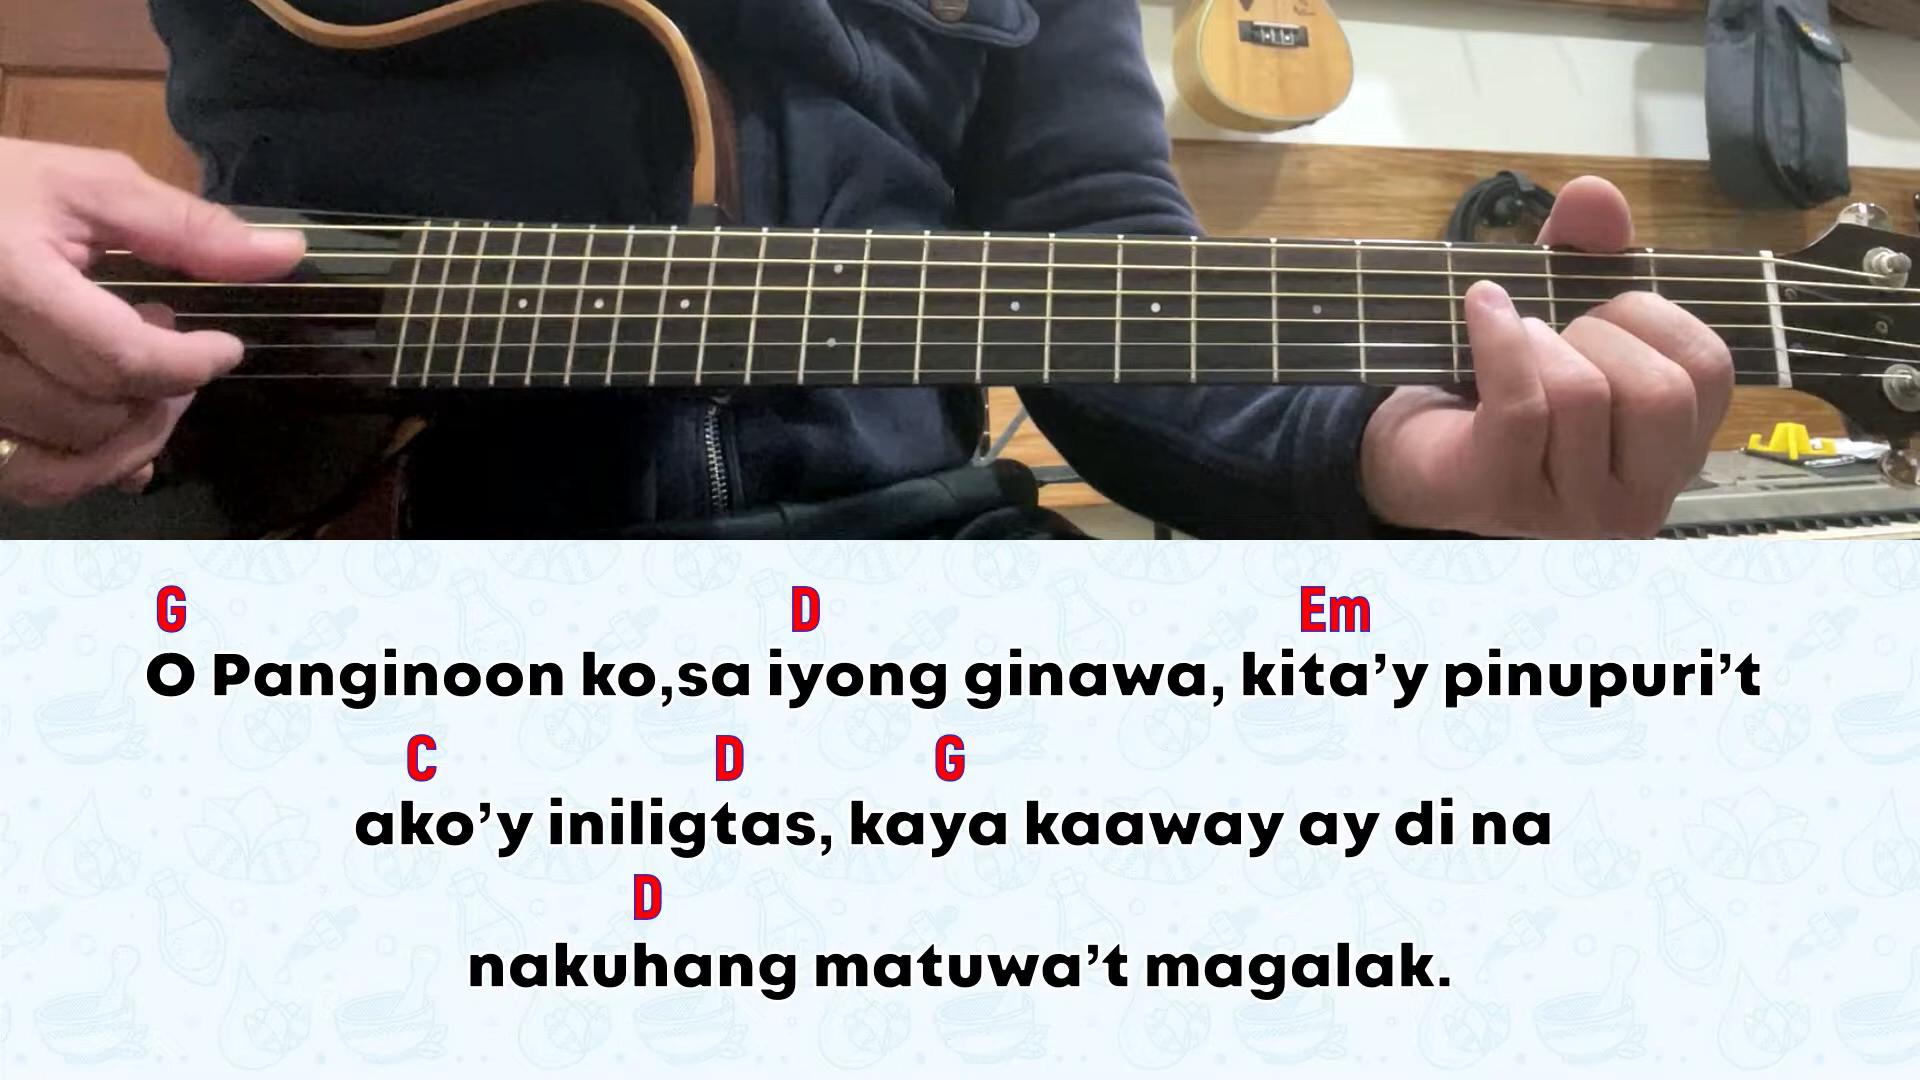 G D Em
O Panginoon ko,sa iyong ginawa, kita’y pinupuri’t
C D G
ako’y iniligtas, kaya kaaway ay di na
D
nakuhang matuwa’t magalak.